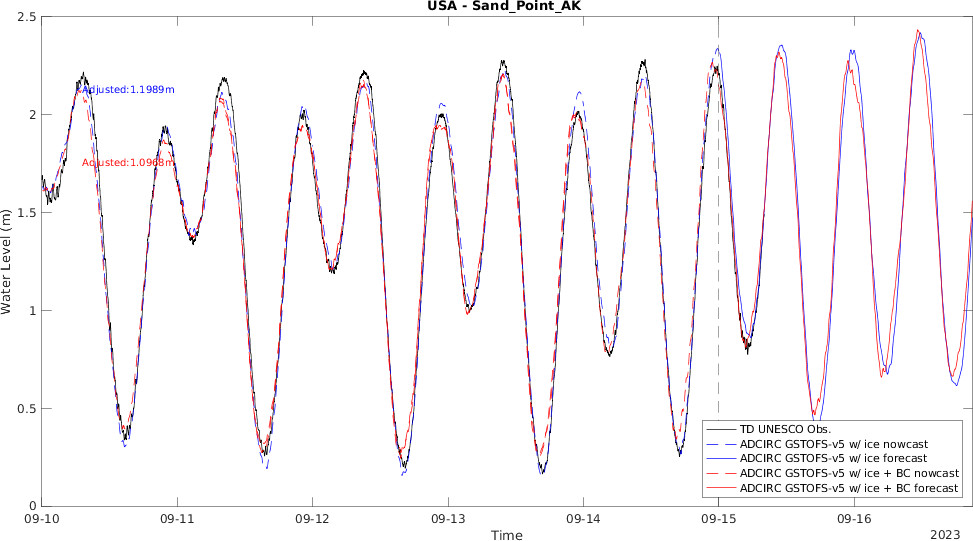 USA - Sand_Point_AK
2.5
2
1.5
1
0.5
0
Water Level (m)
Adjusted:1.1989m
Adjusted:1.0968m
TD UNESCO Obs.
ADCIRC GSTOFS-v5 w/ ice nowcast
ADCIRC GSTOFS-v5 w/ ice forecast
ADCIRC GSTOFS-v5 w/ ice + BC nowcast
ADCIRC GSTOFS-v5 w/ ice + BC forecast
09-10 09-11 09-12 09-13 09-14 09-15 09-16
Time
2023